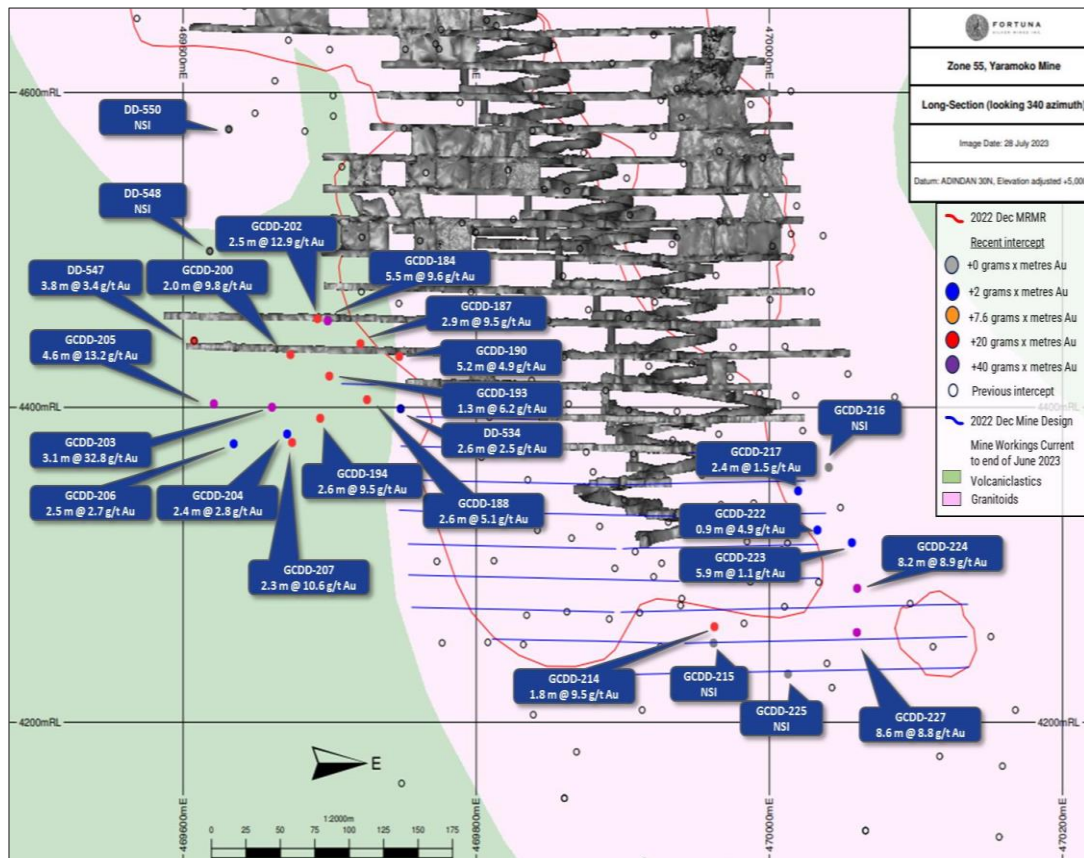 FORTUNA
SILVER MINES INC.
Zone 55, Yaramoko Mine
Long-Section (looking 340 azimuth)
Image Date: 28 July 2023
Datum: ADINDAN 30N, Elevation adjusted +5,000
2022 Dec MRMR
Recent intercept
+0 grams x metres Au
+2 grams x metres Au
+7.6 grams x metres Au
+20 grams x metres Au
+40 grams x metres Au
Previous intercept
2022 Dec Mine Design
Mine Workings Current
to end of June 2023
Volcaniclastics
Granitoids
469600mE
470000mE
4600mRL
4600mRL
DD-550
NSI
DD-548
NSI
GCDD-202
2.5 m @ 12.9 g/t Au
GCDD-184
5.5 m @ 9.6 g/t Au
DD-547
3.8 m @ 3.4 g/t Au
GCDD-200
2.0 m @ 9.8 g/t Au
GCDD-187
2.9 m @ 9.5 g/t Au
GCDD-205
4.6 m @ 13.2 g/t Au
GCDD-190
5.2 m @ 4.9 g/t Au
GCDD-193
1.3 m @ 6.2 g/t Au
4400mRL
4400mRL
GCDD-203
3.1 m @ 32.8 g/t Au
DD-534
2.6 m @ 2.5 g/t Au
GCDD-216
NSI
GCDD-217
2.4 m @ 1.5 g/t Au
GCDD-194
2.6 m @ 9.5 g/t Au
GCDD-206
2.5 m @ 2.7 g/t Au
GCDD-204
2.4 m @ 2.8 g/t Au
GCDD-188
2.6 m @ 5.1 g/t Au
GCDD-222
0.9 m @ 4.9 g/t Au
GCDD-223
5.9 m @ 1.1 g/t Au
GCDD-224
8.2 m @ 8.9 g/t Au
GCDD-207
2.3 m @ 10.6 g/t Au
GCDD-214
1.8 m @ 9.5 g/t Au
GCDD-215
NSI
GCDD-225
NSI
GCDD-227
8.6 m @ 8.8 g/t Au
4200mRL
4200mRL
E
1:2000m
0 25 50 75 100 125 150 175
469600mE
469800mE
470000mE
470200mE